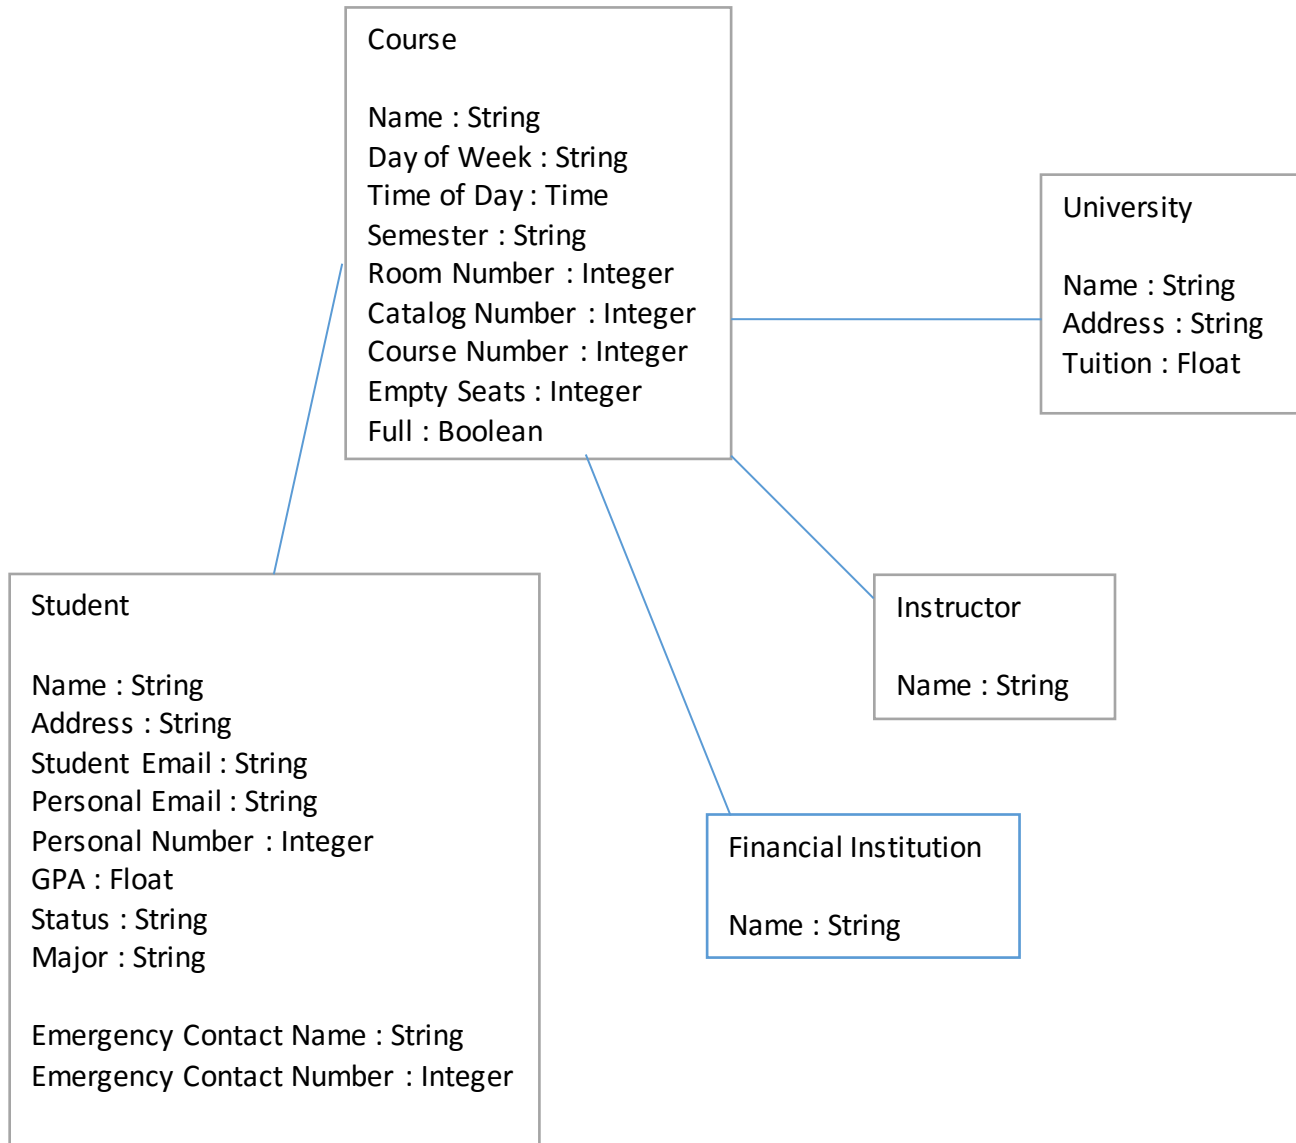 Course
Name : String
Day of Week : String
Time of Day : Time
Semester : String
Room Number : Integer
Catalog Number : Integer
Course Number : Integer
Empty Seats : Integer
Full : Boolean
University
Name : String
Address : String
Tuition : Float
Student
Name : String
Address : String
Student Email : String
Personal Email : String
Personal Number : Integer
GPA : Float
Status : String
Major : String
Emergency Contact Name : String
Emergency Contact Number : Integer
Instructor
Name : String
Financial Institution
Name : String